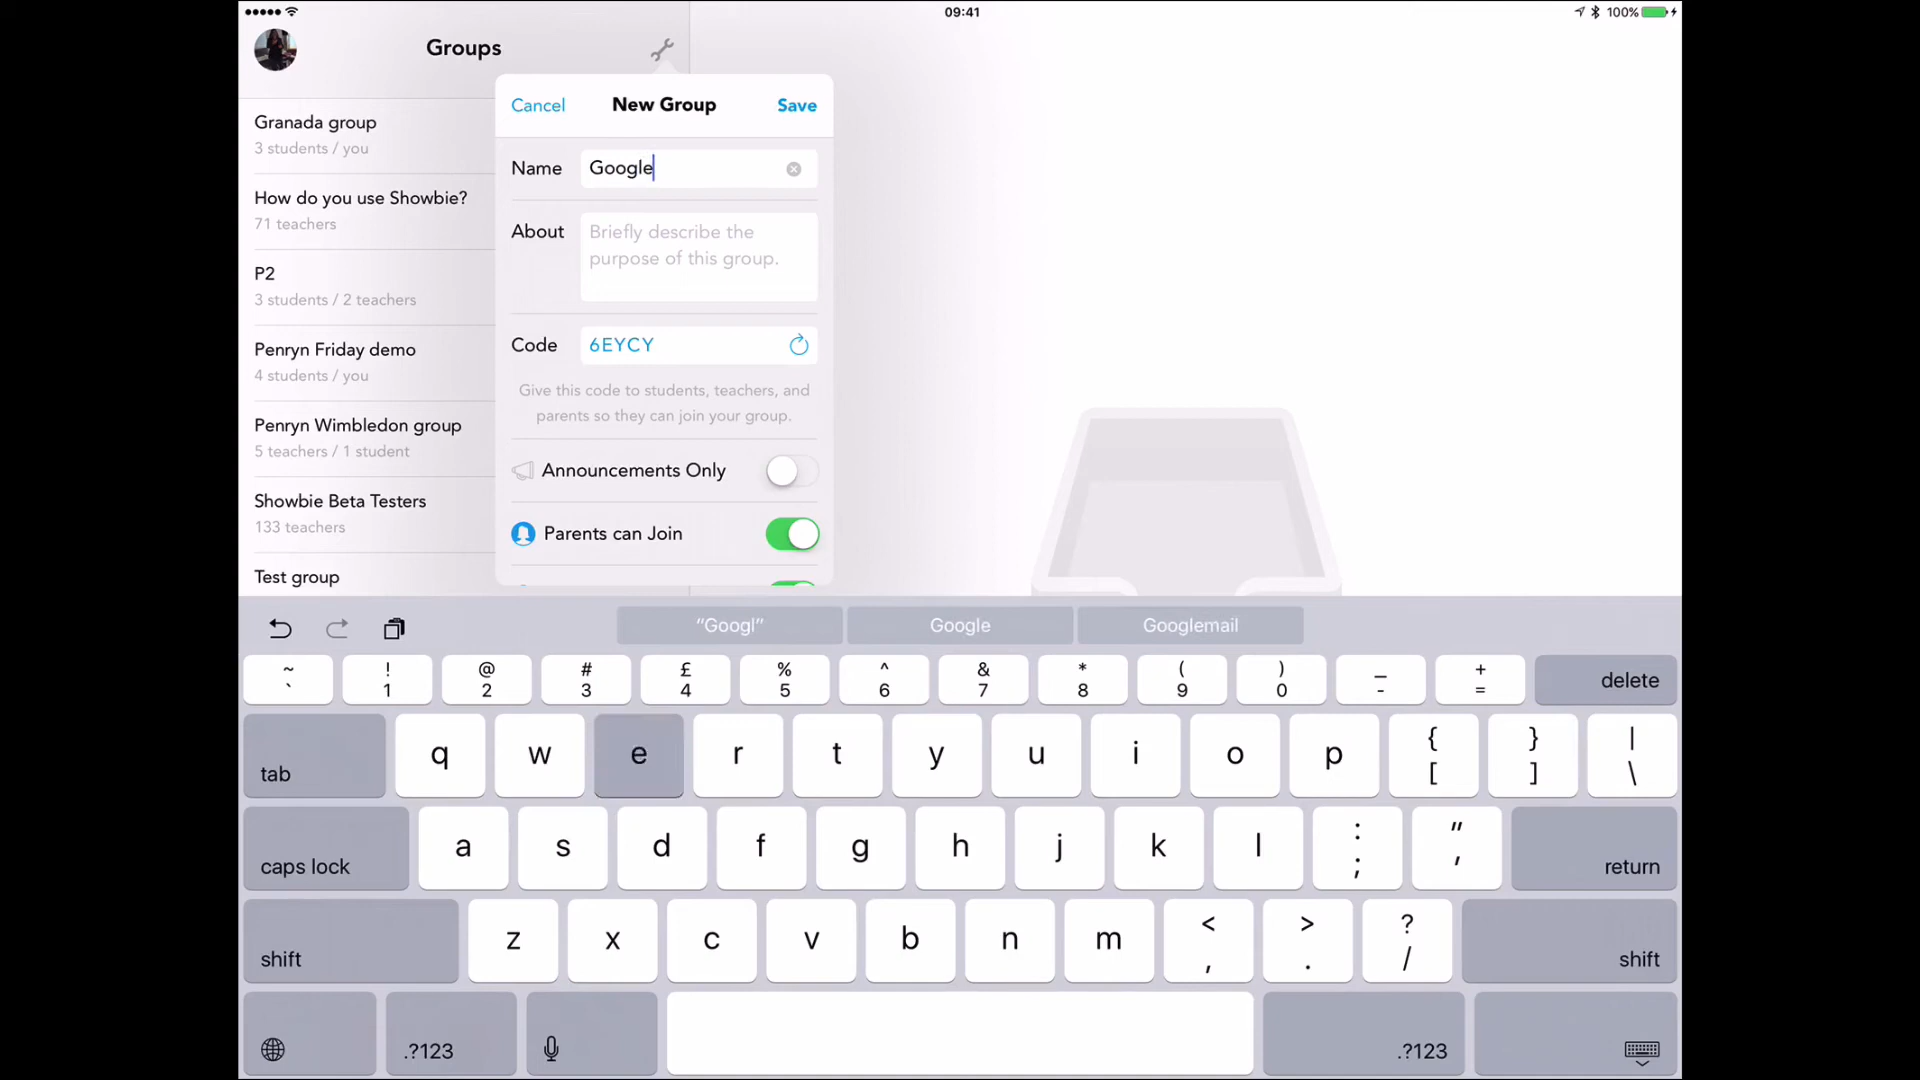 09:41
100%
Groups
Granada group
3 students / you
How do you use Showbie?
71 teachers
P2
3 students / 2 teachers
Penryn Friday demo
4 students / you
Penryn Wimbledon group
5 teachers / 1 student
Showbie Beta Testers
133 teachers
Test group
Cancel
New Group
Save
Name
Google
About
Briefly describe the
purpose of this group.
Code
6EYCY
Give this code to students, teachers, and
parents so they can join your group.
Announcements Only
Parents can Join
“Googl”
Google
Googlemail
~ ! @ # £ % ^ & * ( ) _ +
` 1 2 3 4 5 6 7 8 9 0 - = delete
tab q w e r t y u i o p { [ } ] | \
caps lock a s d f g h j k l : ; " ' return
shift z x c v b n m < , > . ? / shift
.?123 .?123